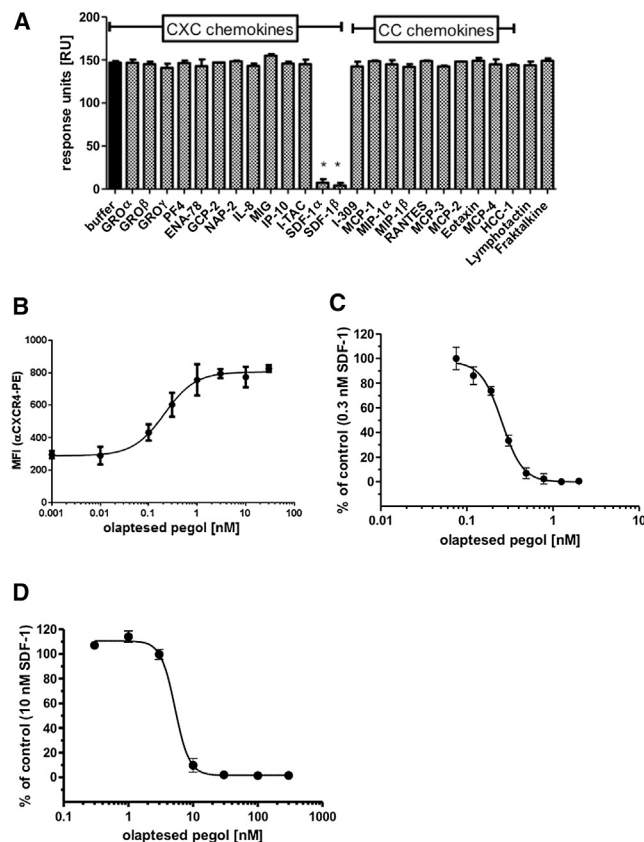 A
CXC chemokines
CC chemokines
response units [RU]
200
150
100
50
0
* *
buffer
GROα
GROβ
GROγ
PF4
ENA-78
GCP-2
NAP-2
IL-8
MIG
IP-10
I-TAC
SDF-1α
SDF-1β
I-309
MCP-1
MIP-1α
MIP-1β
RANTES
MCP-3
MCP-2
Eotaxin
MCP-4
HCC-1
Lymphotactin
Fraktalkine
B
MFI (αCXCR4-PE)
1000
800
600
400
200
0
0.001 0.01 0.1 1 10 100
olaptesed pegol [nM]
C
% of control (0.3 nM SDF-1)
120
100
80
60
40
20
0
0.01 0.1 1 10
olaptesed pegol [nM]
D
% of control (10 nM SDF-1)
120
100
80
60
40
20
0
0.1 1 10 100 1000
olaptesed pegol [nM]